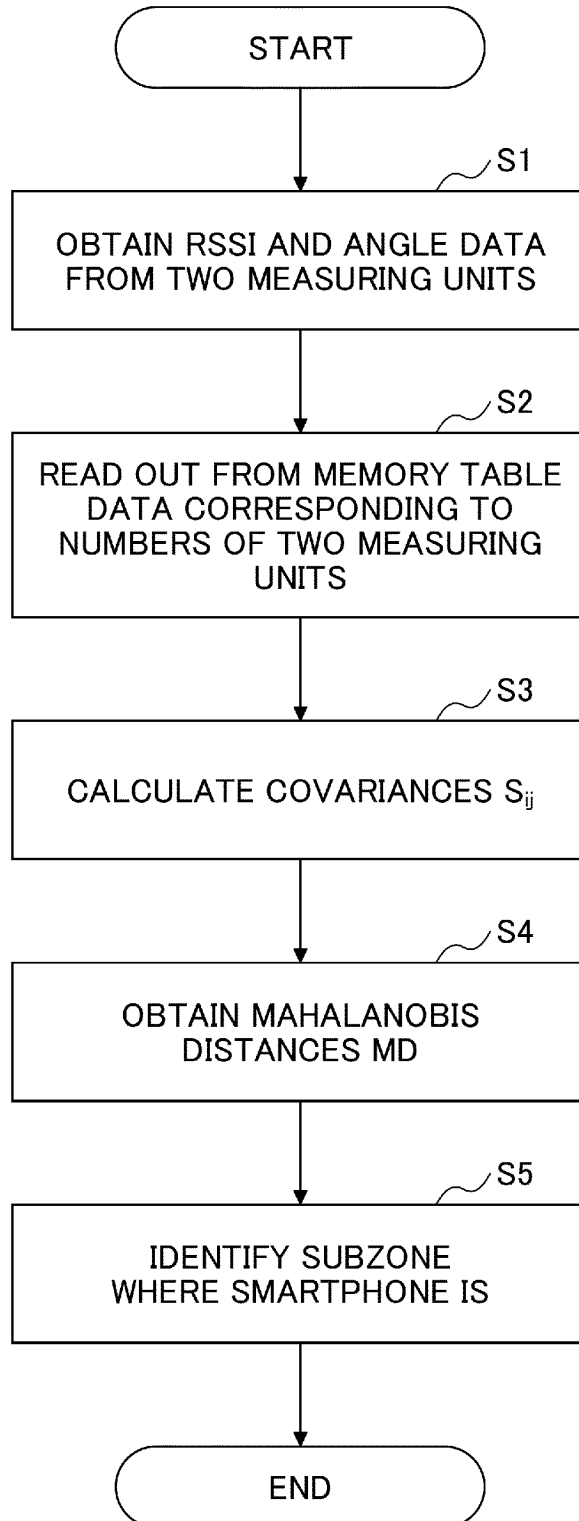 START
S1
OBTAIN RSSI AND ANGLE DATA
FROM TWO MEASURING UNITS
S2
READ OUT FROM MEMORY TABLE
DATA CORRESPONDING TO
NUMBERS OF TWO MEASURING
UNITS
S3
CALCULATE COVARIANCES Sij
S4
OBTAIN MAHALANOBIS
DISTANCES MD
S5
IDENTIFY SUBZONE
WHERE SMARTPHONE IS
END